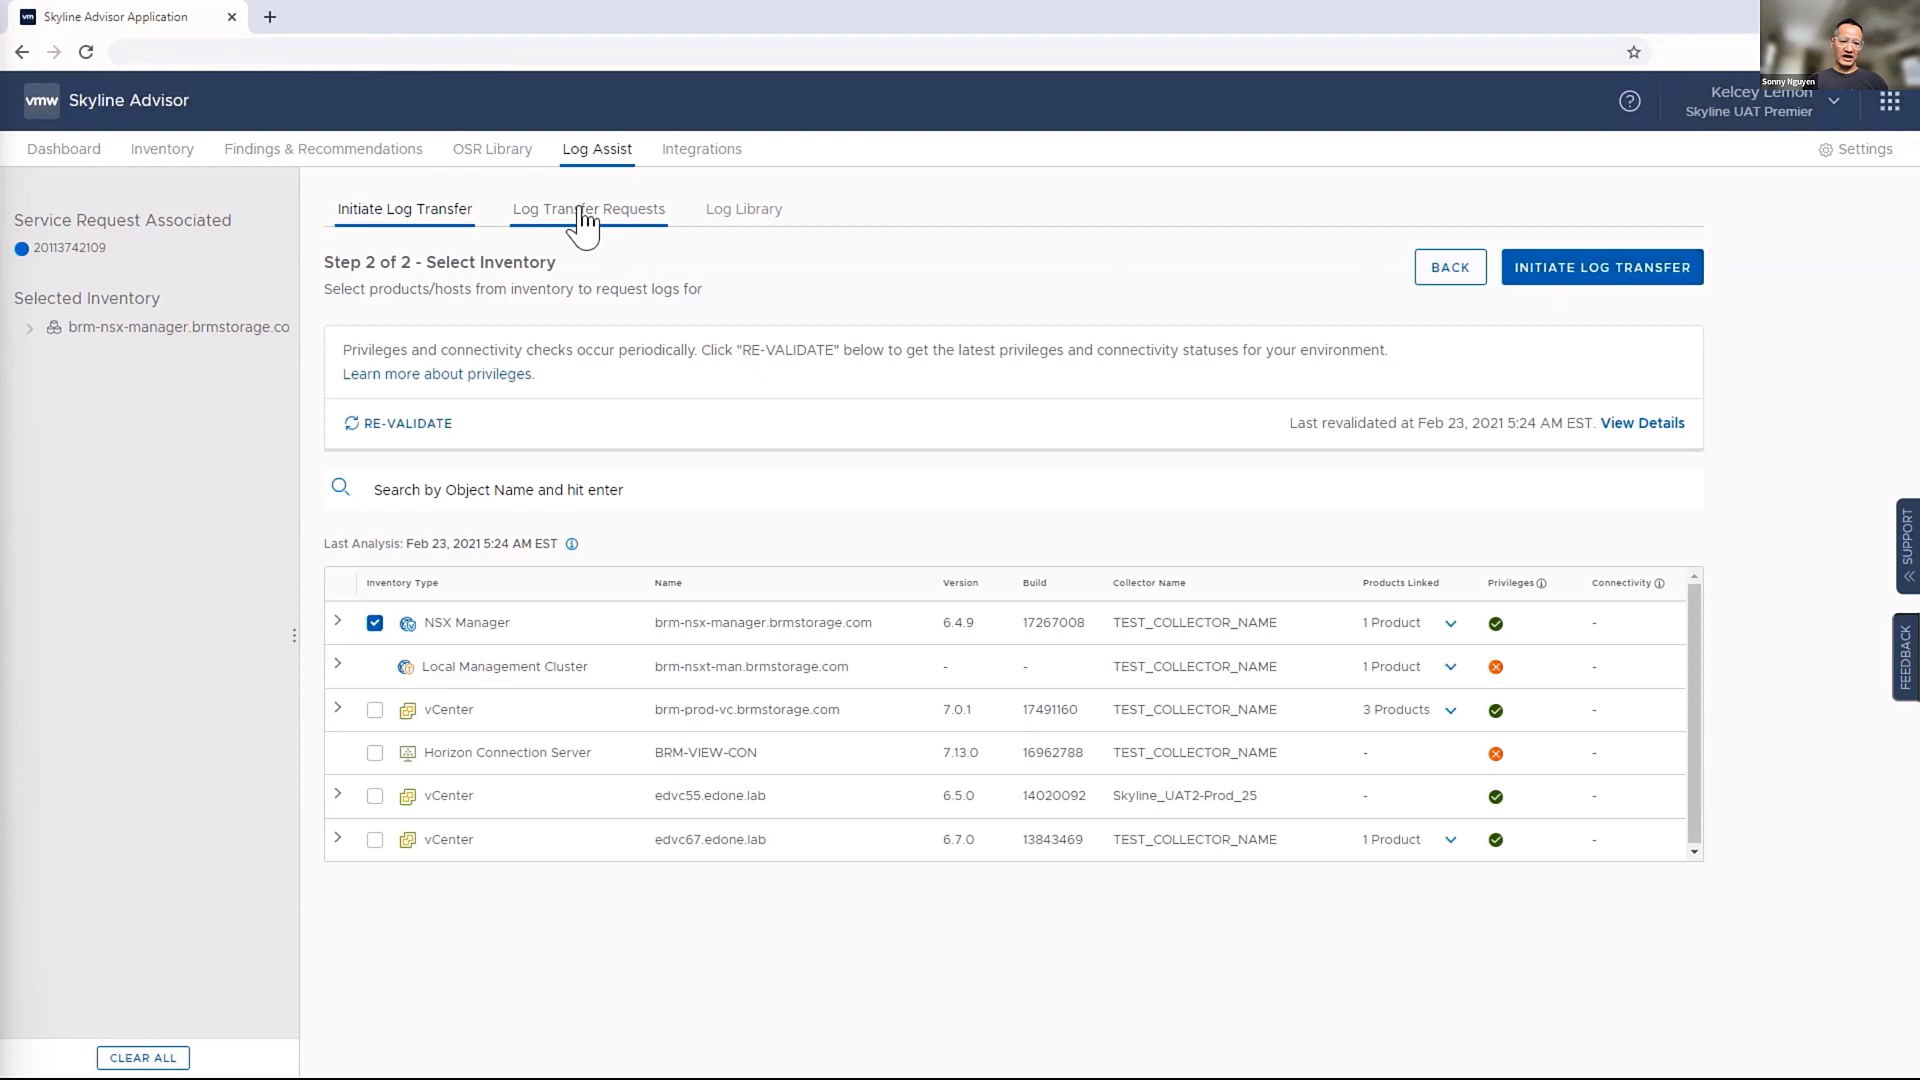 vm Skyline Advisor Application
Sonny Nguyen
vmw Skyline Advisor
Kelcey Lemon
Skyline UAT Premier
Dashboard Inventory Findings & Recommendations OSR Library Log Assist Integrations Settings
Service Request Associated
20113742109
Selected Inventory
brm-nsx-manager.brmstorage.co
CLEAR ALL
Initiate Log Transfer Log Transfer Requests Log Library
Step 2 of 2 - Select Inventory
Select products/hosts from inventory to request logs for
BACK INITIATE LOG TRANSFER
Privileges and connectivity checks occur periodically. Click "RE-VALIDATE" below to get the latest privileges and connectivity statuses for your environment.
Learn more about privileges.
RE-VALIDATE Last revalidated at Feb 23, 2021 5:24 AM EST. View Details
Search by Object Name and hit enter
Last Analysis: Feb 23, 2021 5:24 AM EST
Inventory Type Name Version Build Collector Name Products Linked Privileges Connectivity
NSX Manager brm-nsx-manager.brmstorage.com 6.4.9 17267008 TEST_COLLECTOR_NAME 1 Product -
Local Management Cluster brm-nsxt-man.brmstorage.com - - TEST_COLLECTOR_NAME 1 Product -
vCenter brm-prod-vc.brmstorage.com 7.0.1 17491160 TEST_COLLECTOR_NAME 3 Products -
Horizon Connection Server BRM-VIEW-CON 7.13.0 16962788 TEST_COLLECTOR_NAME - -
vCenter edvc55.edone.lab 6.5.0 14020092 Skyline_UAT2-Prod_25 - -
vCenter edvc67.edone.lab 6.7.0 13843469 TEST_COLLECTOR_NAME 1 Product -
SUPPORT
FEEDBACK